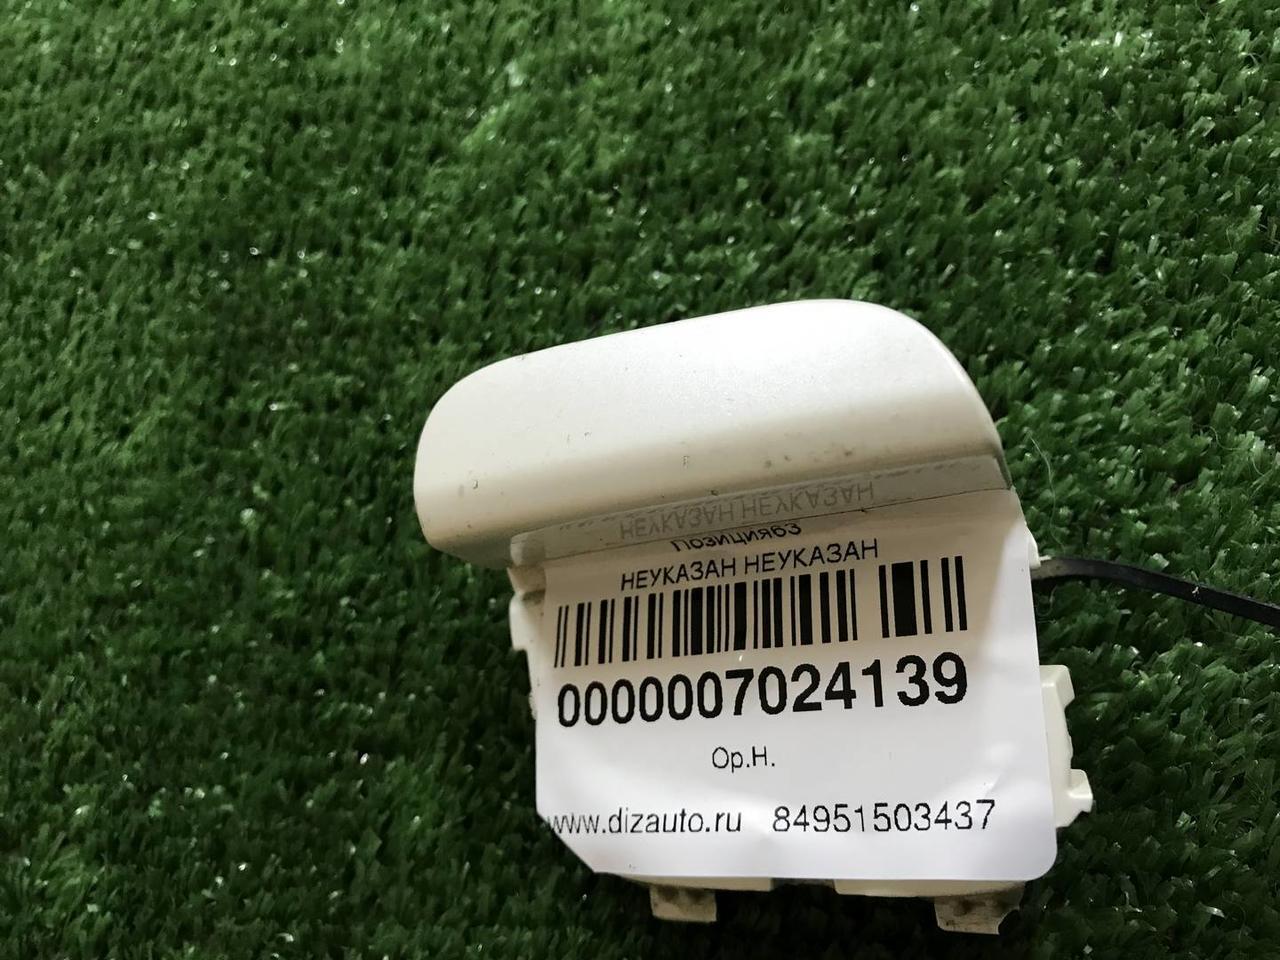 НЕУКАЗАН НЕУКАЗАН
Позиция63
НЕУКАЗАН НЕУКАЗАН
0000007024139
Ор.Н.
www.dizauto.ru 84951503437